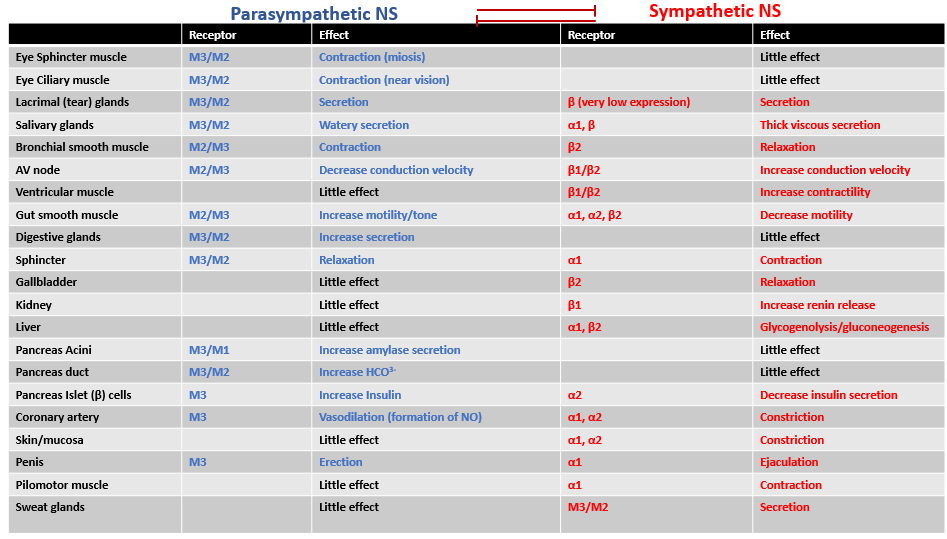 Parasympathetic NS Sympathetic NS
Receptor Effect Receptor Effect
Eye Sphincter muscle M3/M2 Contraction (miosis) Little effect
Eye Ciliary muscle M3/M2 Contraction (near vision) Little effect
Lacrimal (tear) glands M3/M2 Secretion β (very low expression) Secretion
Salivary glands M3/M2 Watery secretion α1, β Thick viscous secretion
Bronchial smooth muscle M2/M3 Contraction β2 Relaxation
AV node M2/M3 Decrease conduction velocity β1/β2 Increase conduction velocity
Ventricular muscle Little effect β1/β2 Increase contractility
Gut smooth muscle M2/M3 Increase motility/tone α1, α2, β2 Decrease motility
Digestive glands M3/M2 Increase secretion Little effect
Sphincter M3/M2 Relaxation α1 Contraction
Gallbladder Little effect β2 Relaxation
Kidney Little effect β1 Increase renin release
Liver Little effect α1, β2 Glycogenolysis/gluconeogenesis
Pancreas Acini M3/M1 Increase amylase secretion Little effect
Pancreas duct M3/M2 Increase HCO³⁻ Little effect
Pancreas Islet (β) cells M3 Increase Insulin α2 Decrease insulin secretion
Coronary artery M3 Vasodilation (formation of NO) α1, α2 Constriction
Skin/mucosa Little effect α1, α2 Constriction
Penis M3 Erection α1 Ejaculation
Pilomotor muscle Little effect α1 Contraction
Sweat glands Little effect M3/M2 Secretion